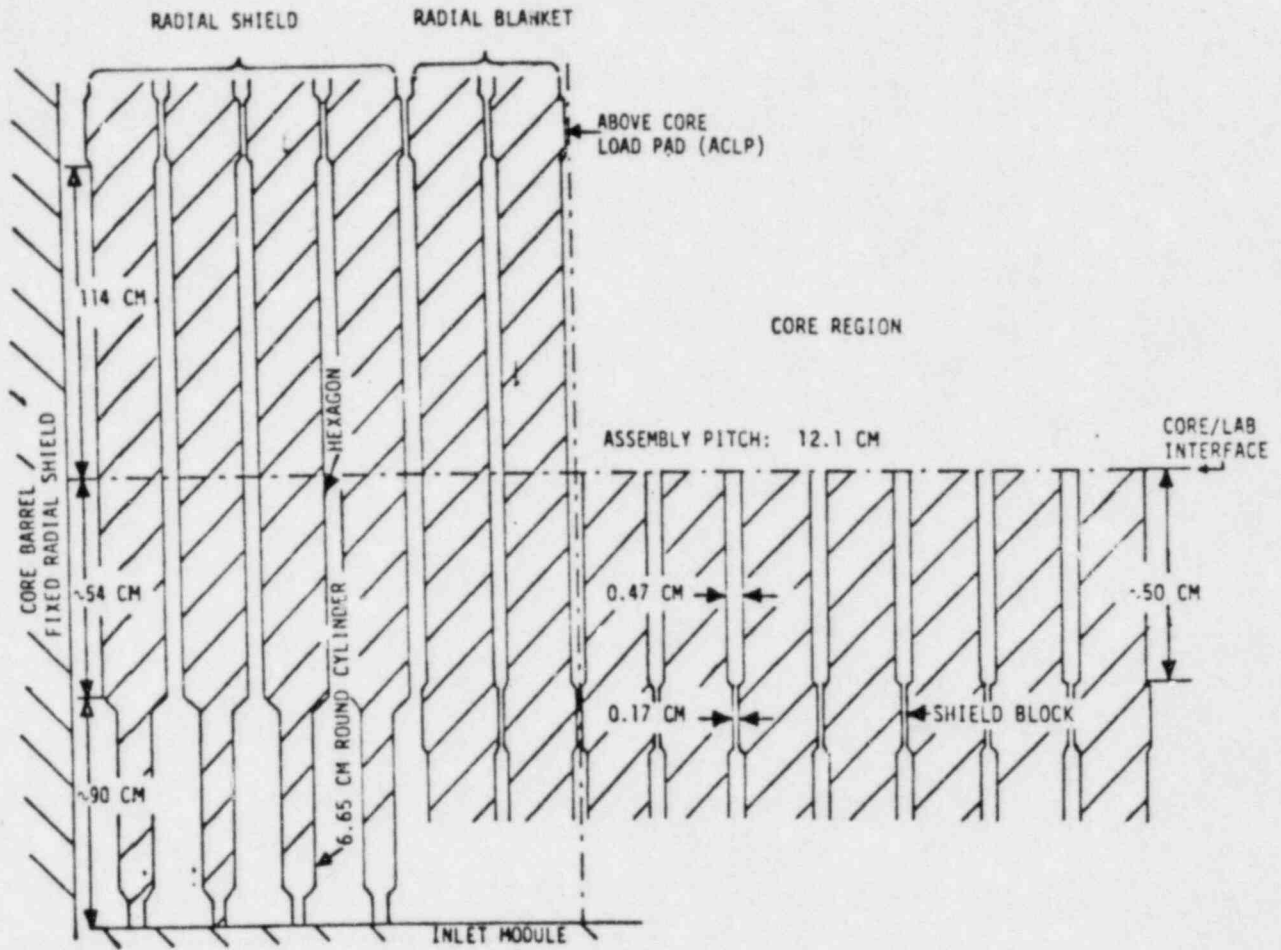 RADIAL SHIELD
RADIAL BLANKET
ABOVE CORE
LOAD PAD (ACLP)
114 CM
CORE REGION
HEXAGON
ASSEMBLY PITCH: 12.1 CM
CORE/LAB
INTERFACE
CORE BARREL
FIXED RADIAL SHIELD
~54 CM
0.47 CM
~50 CM
6.65 CM ROUND CYLINDER
0.17 CM
SHIELD BLOCK
~90 CM
INLET MODULE